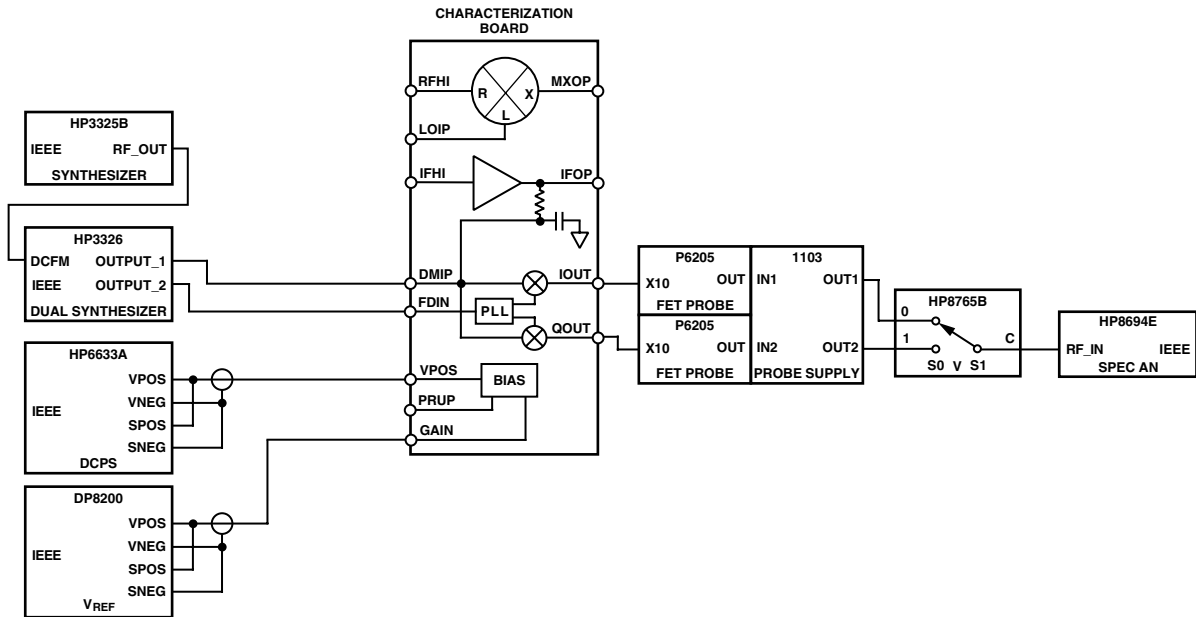 CHARACTERIZATION
BOARD
RFHI
R
X
L
MXOP
LOIP
IFHI
IFOP
HP3325B
IEEE
RF_OUT
SYNTHESIZER
HP3326
DCFM
OUTPUT_1
IEEE
OUTPUT_2
DUAL SYNTHESIZER
DMIP
IOUT
FDIN
PLL
QOUT
P6205
X10
OUT
FET PROBE
P6205
X10
OUT
FET PROBE
1103
IN1
OUT1
IN2
OUT2
PROBE SUPPLY
HP8765B
0
1
C
S0 V S1
HP8694E
RF_IN
IEEE
SPEC AN
HP6633A
VPOS
VNEG
IEEE
SPOS
SNEG
DCPS
VPOS
BIAS
PRUP
GAIN
DP8200
VPOS
VNEG
IEEE
SPOS
SNEG
VREF